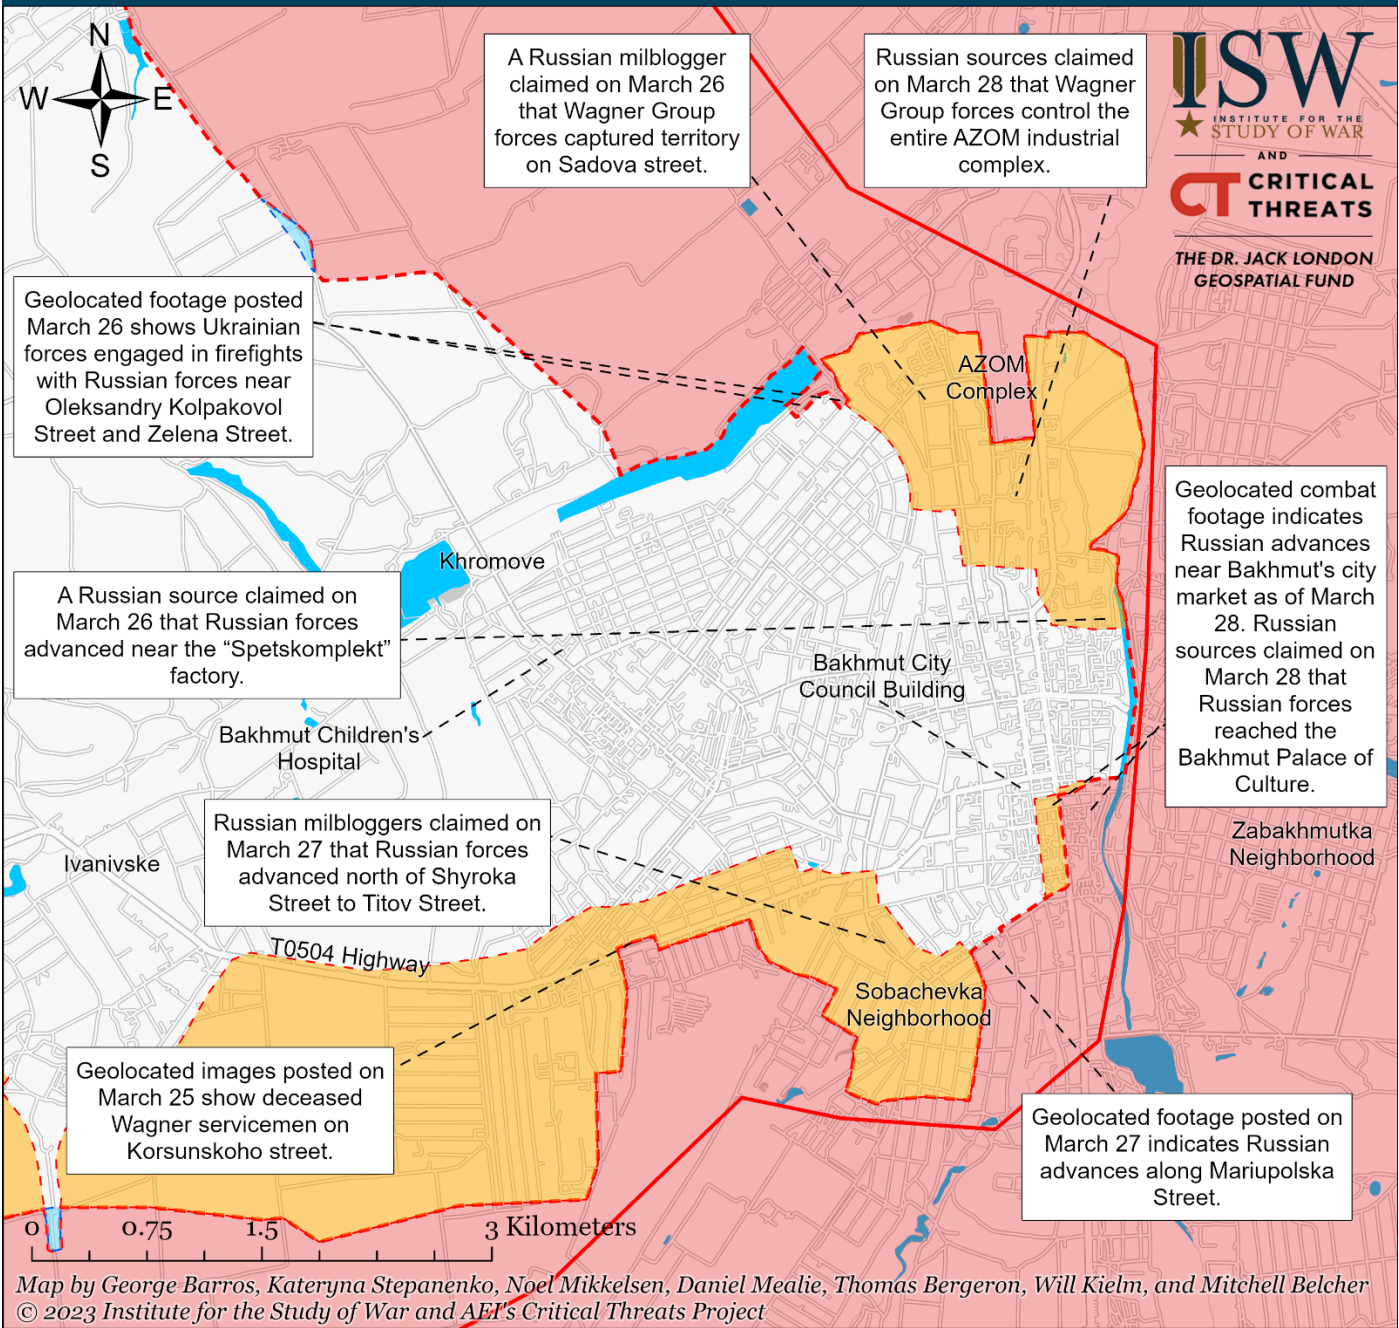 N
W
E
S
A Russian milblogger
claimed on March 26
that Wagner Group
forces captured territory
on Sadova street.
Russian sources claimed
on March 28 that Wagner
Group forces control the
entire AZOM industrial
complex.
ISW
INSTITUTE FOR THE
STUDY OF WAR
AND
CT CRITICAL
THREATS
THE DR. JACK LONDON
GEOSPATIAL FUND
Geolocated footage posted
March 26 shows Ukrainian
forces engaged in firefights
with Russian forces near
Oleksandry Kolpakovol
Street and Zelena Street.
AZOM
Complex
Geolocated combat
footage indicates
Russian advances
near Bakhmut's city
market as of March
28. Russian
sources claimed on
March 28 that
Russian forces
reached the
Bakhmut Palace of
Culture.
Khromove
A Russian source claimed on
March 26 that Russian forces
advanced near the “Spetskomplekt”
factory.
Bakhmut City
Council Building
Bakhmut Children's
Hospital
Russian milbloggers claimed on
March 27 that Russian forces
advanced north of Shyroka
Street to Titov Street.
Zabakhmutka
Neighborhood
Ivanivske
T0504 Highway
Sobachevka
Neighborhood
Geolocated images posted on
March 25 show deceased
Wagner servicemen on
Korsunskoho street.
Geolocated footage posted on
March 27 indicates Russian
advances along Mariupolska
Street.
0 0.75 1.5 3 Kilometers
Map by George Barros, Kateryna Stepanenko, Noel Mikkelsen, Daniel Mealie, Thomas Bergeron, Will Kielm, and Mitchell Belcher
© 2023 Institute for the Study of War and AEI's Critical Threats Project